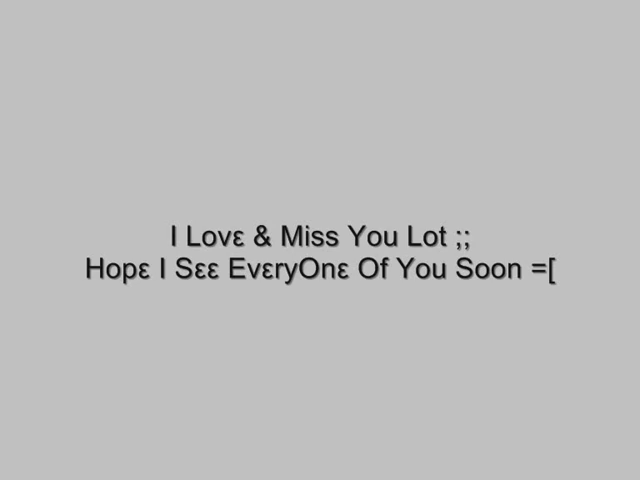 I Lovε & Miss You Lot ;;
Hopε I Sεε EvεryOnε Of You Soon =[